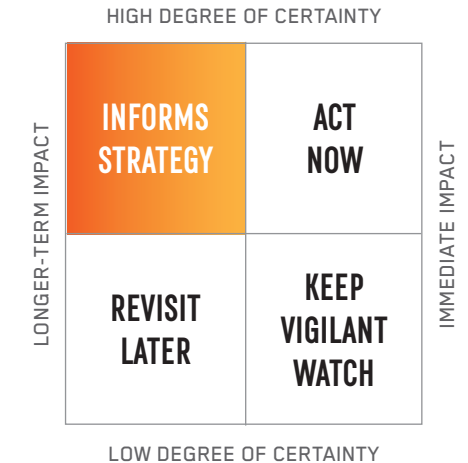 HIGH DEGREE OF CERTAINTY
LONGER-TERM IMPACT
INFORMS
STRATEGY
ACT
NOW
IMMEDIATE IMPACT
REVISIT
LATER
KEEP
VIGILANT
WATCH
LOW DEGREE OF CERTAINTY